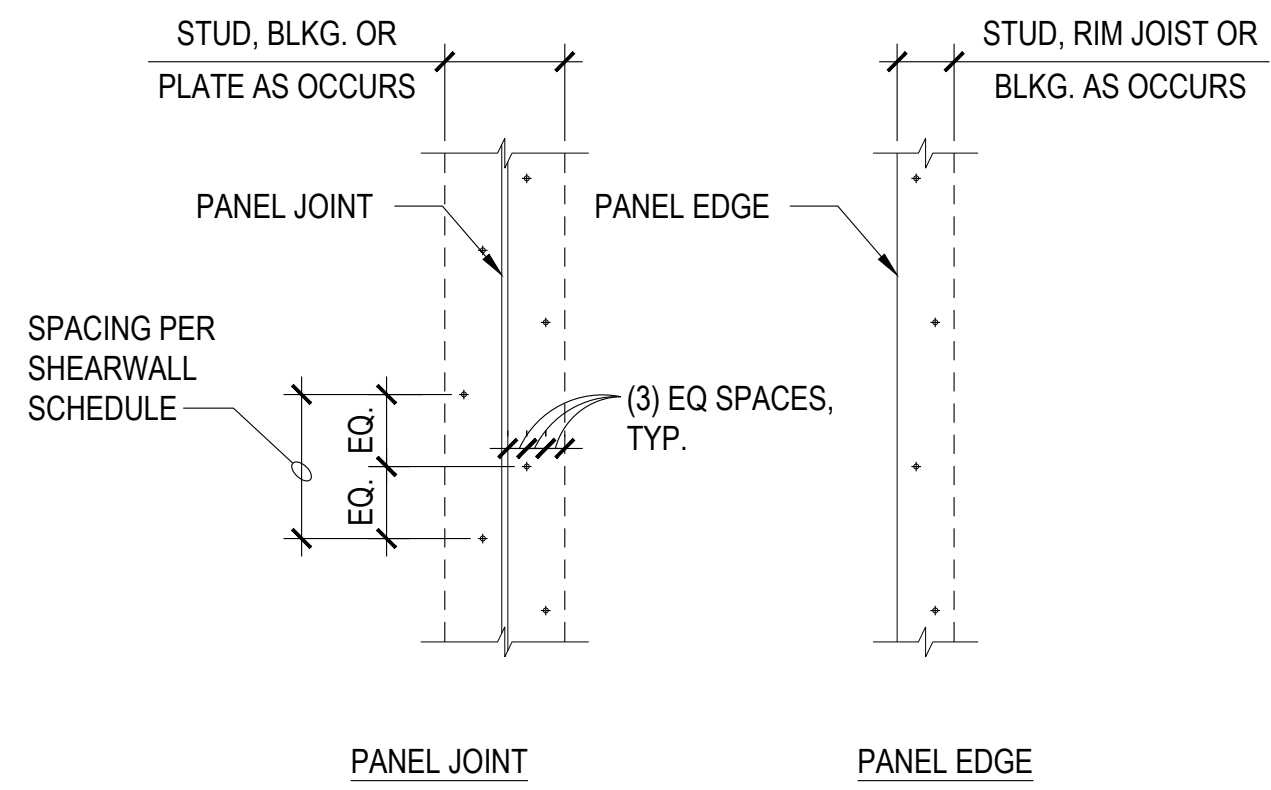 STUD, BLKG. OR
PLATE AS OCCURS
STUD, RIM JOIST OR
BLKG. AS OCCURS
PANEL JOINT
PANEL EDGE
SPACING PER
SHEARWALL
SCHEDULE
EQ.
EQ.
(3) EQ SPACES,
TYP.
PANEL JOINT
PANEL EDGE